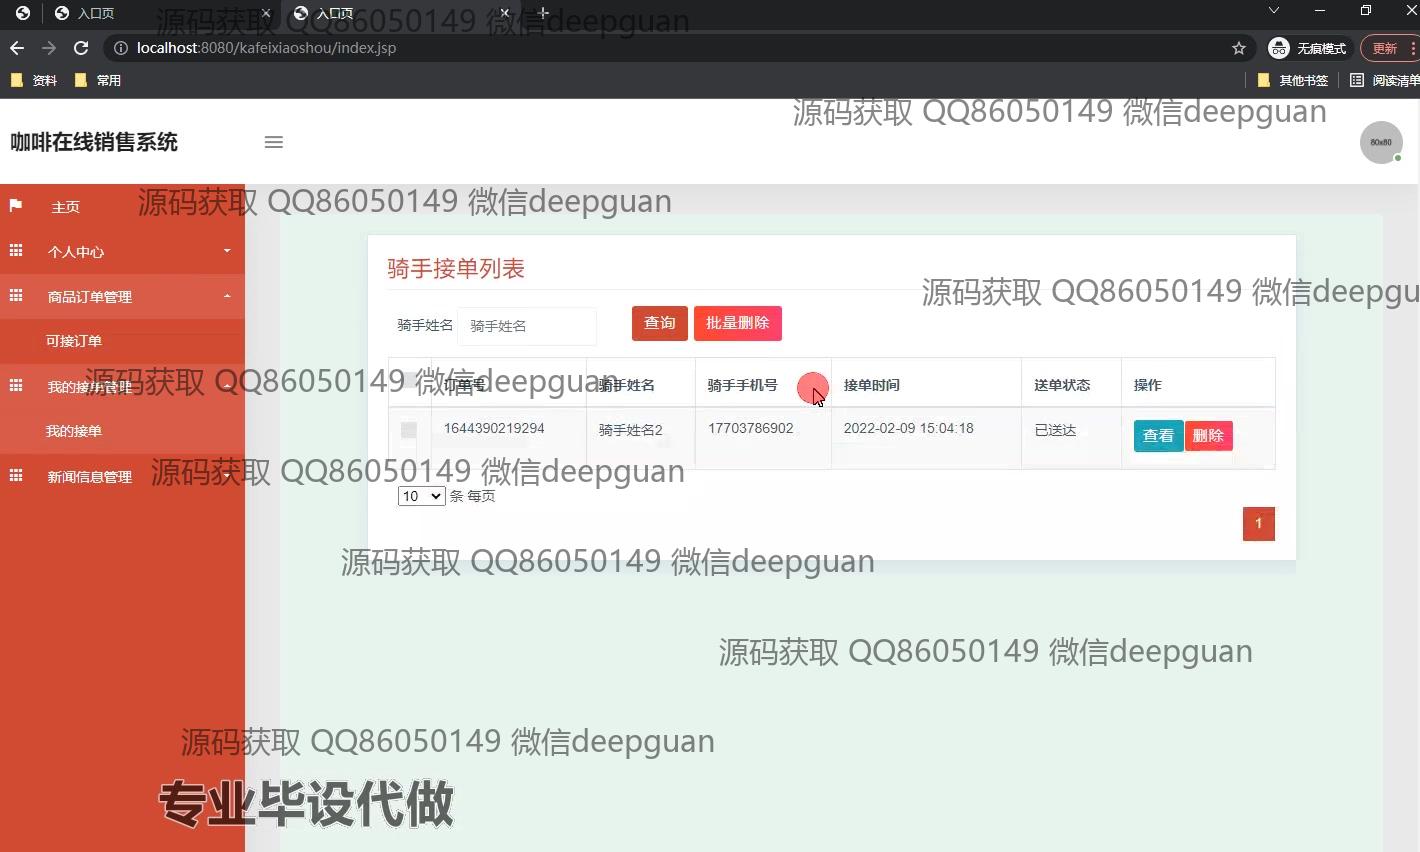 入口页
入口页
localhost:8080/kafeixiaoshou/index.jsp
无痕模式
更新
资料
常用
其他书签
阅读清单
源码获取 QQ86050149 微信deepguan
源码获取 QQ86050149 微信deepguan
咖啡在线销售系统
80x80
主页
源码获取 QQ86050149 微信deepguan
个人中心
商品订单管理
可接订单
我的接单管理
我的接单
新闻信息管理
骑手接单列表
源码获取 QQ86050149 微信deepgu
骑手姓名
骑手姓名
查询
批量删除
源码获取 QQ86050149 微信deepguan
订单号
骑手姓名
骑手手机号
接单时间
送单状态
操作
1644390219294
骑手姓名2
17703786902
2022-02-09 15:04:18
已送达
查看
删除
源码获取 QQ86050149 微信deepguan
10
条 每页
1
源码获取 QQ86050149 微信deepguan
源码获取 QQ86050149 微信deepguan
源码获取 QQ86050149 微信deepguan
专业毕设代做